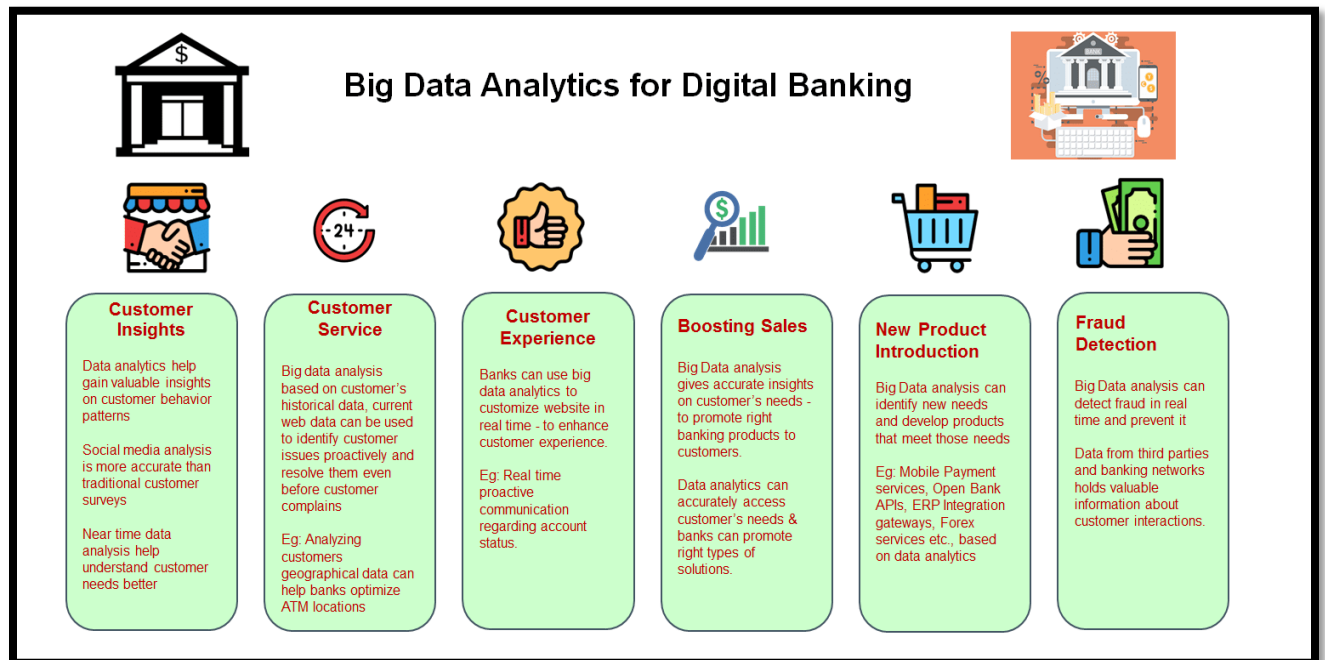 $
Big Data Analytics for Digital Banking
BANK
%
24
$
Customer
Insights
Data analytics help
gain valuable insights
on customer behavior
patterns
Social media analysis
is more accurate than
traditional customer
surveys
Near time data
analysis help
understand customer
needs better
Customer
Service
Big data analysis
based on customer's
historical data, current
web data can be used
to identify customer
issues proactively and
resolve them even
before customer
complains
Eg: Analyzing
customers
geographical data can
help banks optimize
ATM locations
Customer
Experience
Banks can use big
data analytics to
customize website in
real time - to enhance
customer experience.
Eg: Real time
proactive
communication
regarding account
status.
Boosting Sales
Big Data analysis
gives accurate insights
on customer's needs -
to promote right
banking products to
customers.
Data analytics can
accurately access
customer's needs &
banks can promote
right types of
solutions.
New Product
Introduction
Big Data analysis can
identify new needs
and develop products
that meet those needs
Eg: Mobile Payment
services, Open Bank
APIs, ERP Integration
gateways, Forex
services etc., based
on data analytics
Fraud
Detection
Big Data analysis can
detect fraud in real
time and prevent it
Data from third parties
and banking networks
holds valuable
information about
customer interactions.